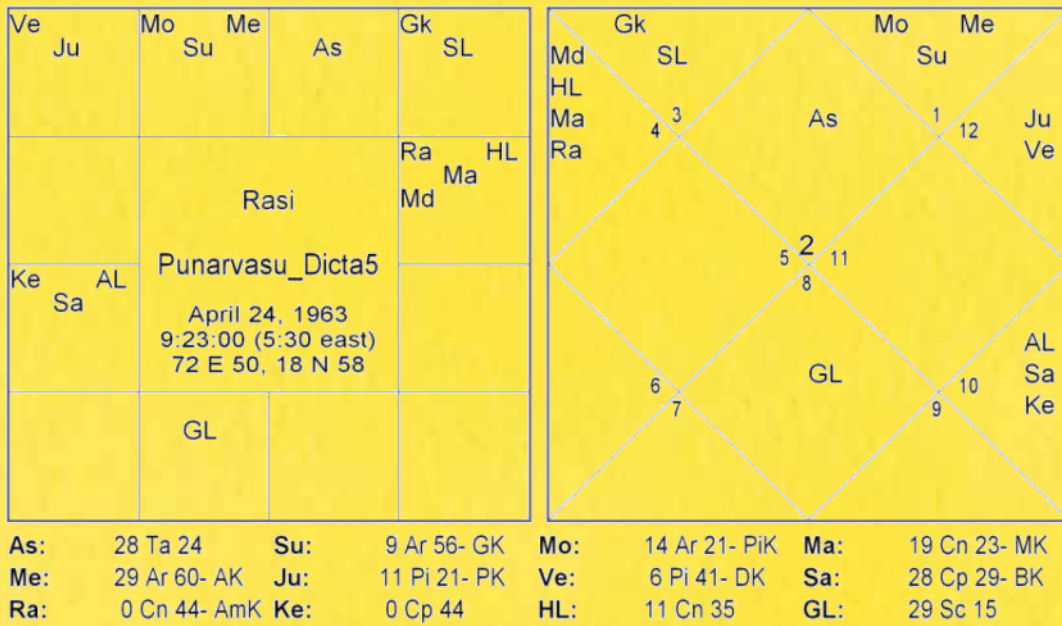 Ve Ju
Mo Me Su
As
Gk SL
Ra HL
Ma
Md
Rasi
Punarvasu_Dicta5
April 24, 1963
9:23:00 (5:30 east)
72 E 50, 18 N 58
Ke AL
Sa
GL
Gk
SL
Md
HL
Ma
Ra
3
4
As
Mo Me
Su
1
12
Ju
Ve
2
5
11
8
AL
Sa
Ke
GL
6
7
10
9
As: 28 Ta 24 Su: 9 Ar 56- GK Mo: 14 Ar 21- PiK Ma: 19 Cn 23- MK
Me: 29 Ar 60- AK Ju: 11 Pi 21- PK Ve: 6 Pi 41- DK Sa: 28 Cp 29- BK
Ra: 0 Cn 44- AmK Ke: 0 Cp 44 HL: 11 Cn 35 GL: 29 Sc 15